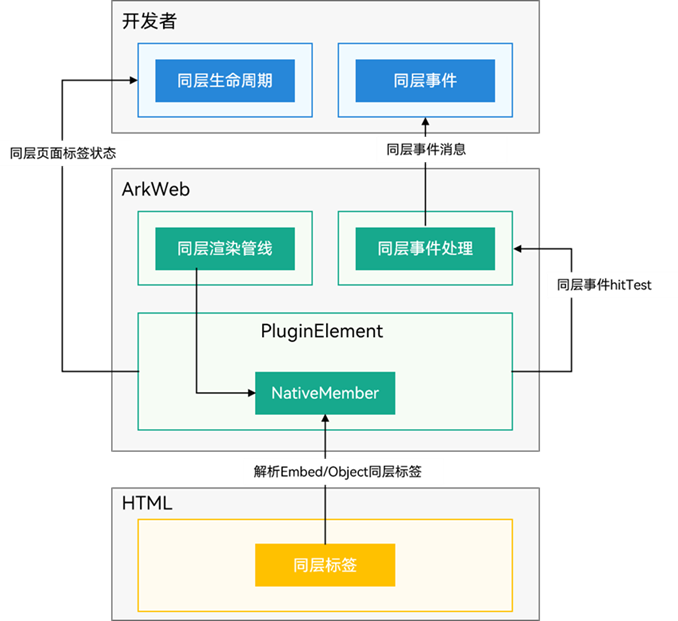 开发者
同层生命周期
同层事件
同层页面标签状态
同层事件消息
ArkWeb
同层渲染管线
同层事件处理
同层事件hitTest
PluginElement
NativeMember
解析Embed/Object同层标签
HTML
同层标签